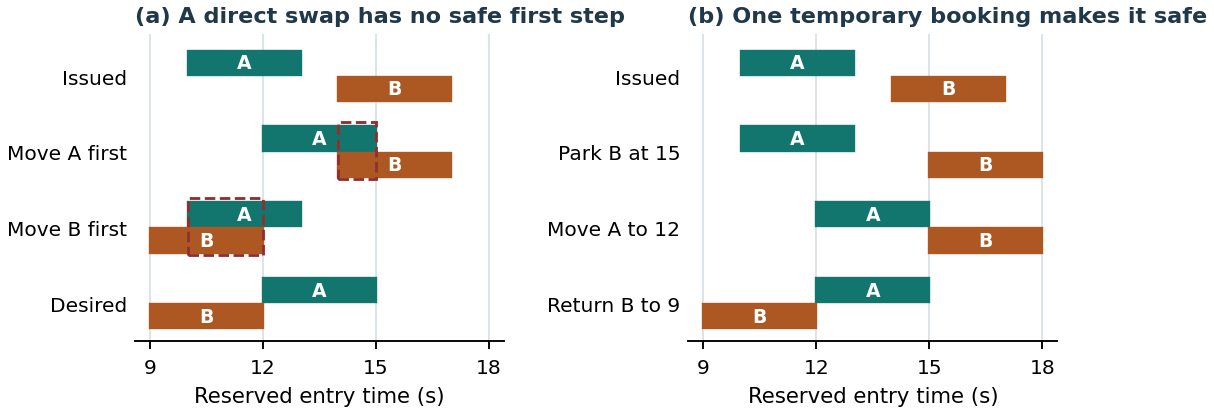 (a) A direct swap has no safe first step
Issued
A
B
Move A first
A
B
Move B first
A
B
Desired
A
B
9
12
15
18
Reserved entry time (s)
(b) One temporary booking makes it safe
Issued
A
B
Park B at 15
A
B
Move A to 12
A
B
Return B to 9
A
B
9
12
15
18
Reserved entry time (s)